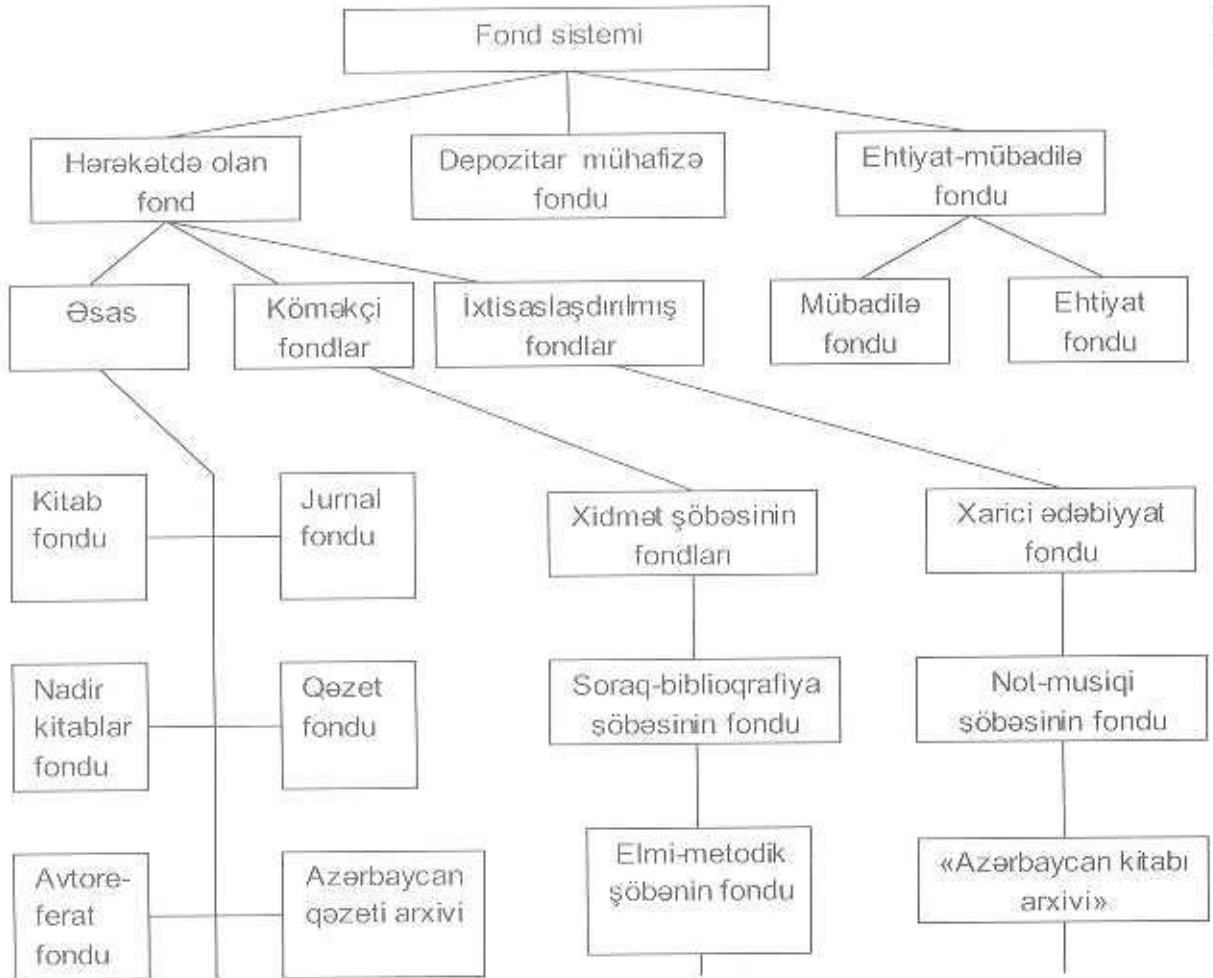 Fond sistemi
Hərəkətdə olan
fond
Depozitar mühafizə
fondu
Ehtiyat-mübadilə
fondu
Əsas
Köməkçi
fondlar
İxtisaslaşdırılmış
fondlar
Mübadilə
fondu
Ehtiyat
fondu
Kitab
fondu
Jurnal
fondu
Xidmət şöbəsinin
fondları
Xarici ədəbiyyat
fondu
Nadir
kitablar
fondu
Qəzet
fondu
Soraq-biblioqrafiya
şöbəsinin fondu
Not-musiqi
şöbəsinin fondu
Avtore-
ferat
fondu
Azərbaycan
qəzeti arxivi
Elmi-metodik
şöbənin fondu
«Azərbaycan kitabı
arxivi»